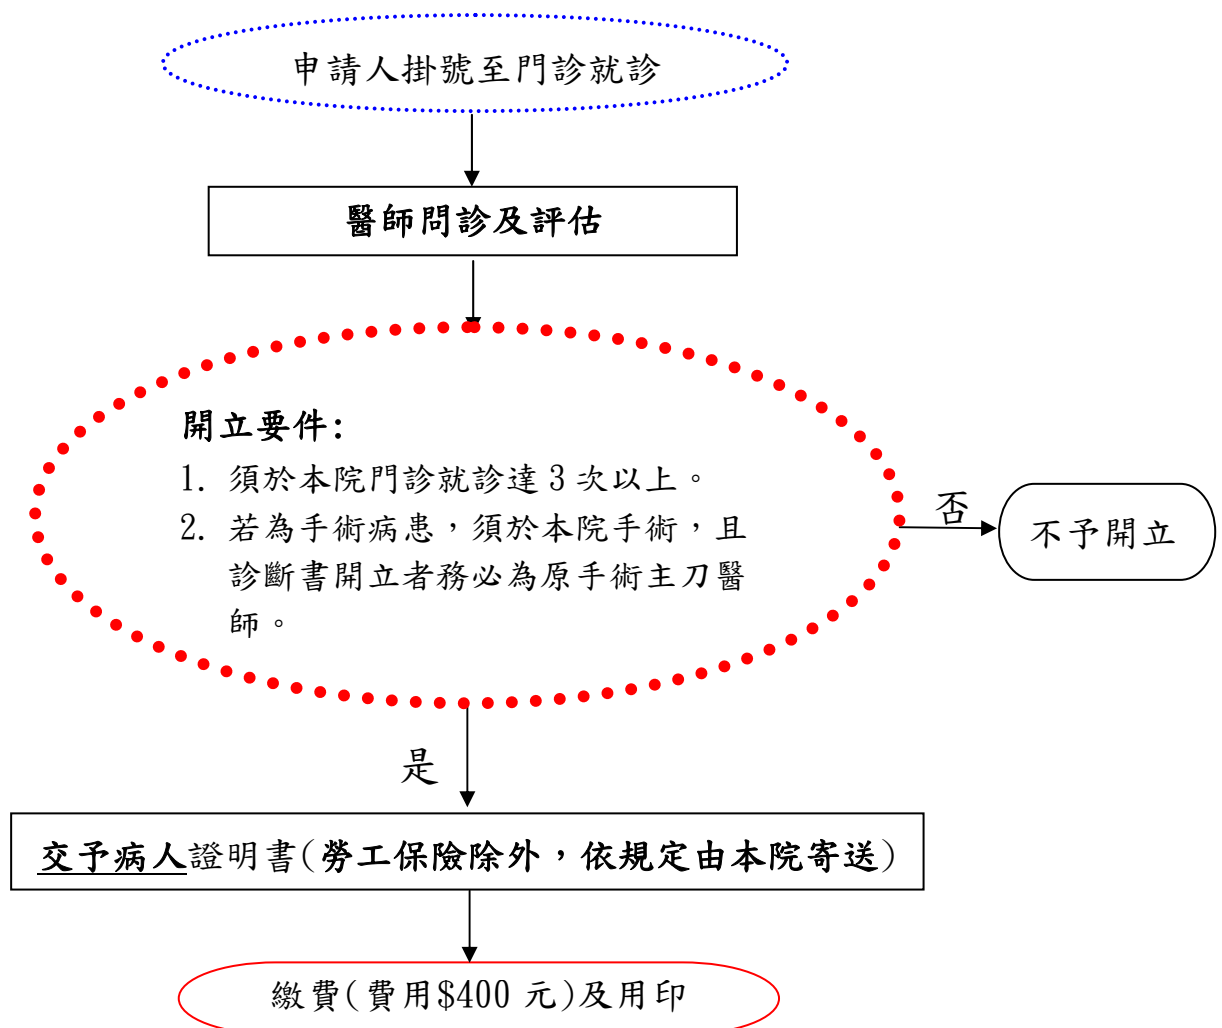 申請人掛號至門診就診
醫師問診及評估
開立要件:
1. 須於本院門診就診達 3 次以上。
2. 若為手術病患，須於本院手術，且
診斷書開立者務必為原手術主刀醫
師。
否
不予開立
是
交予病人證明書(勞工保險除外，依規定由本院寄送)
繳費(費用$400 元)及用印